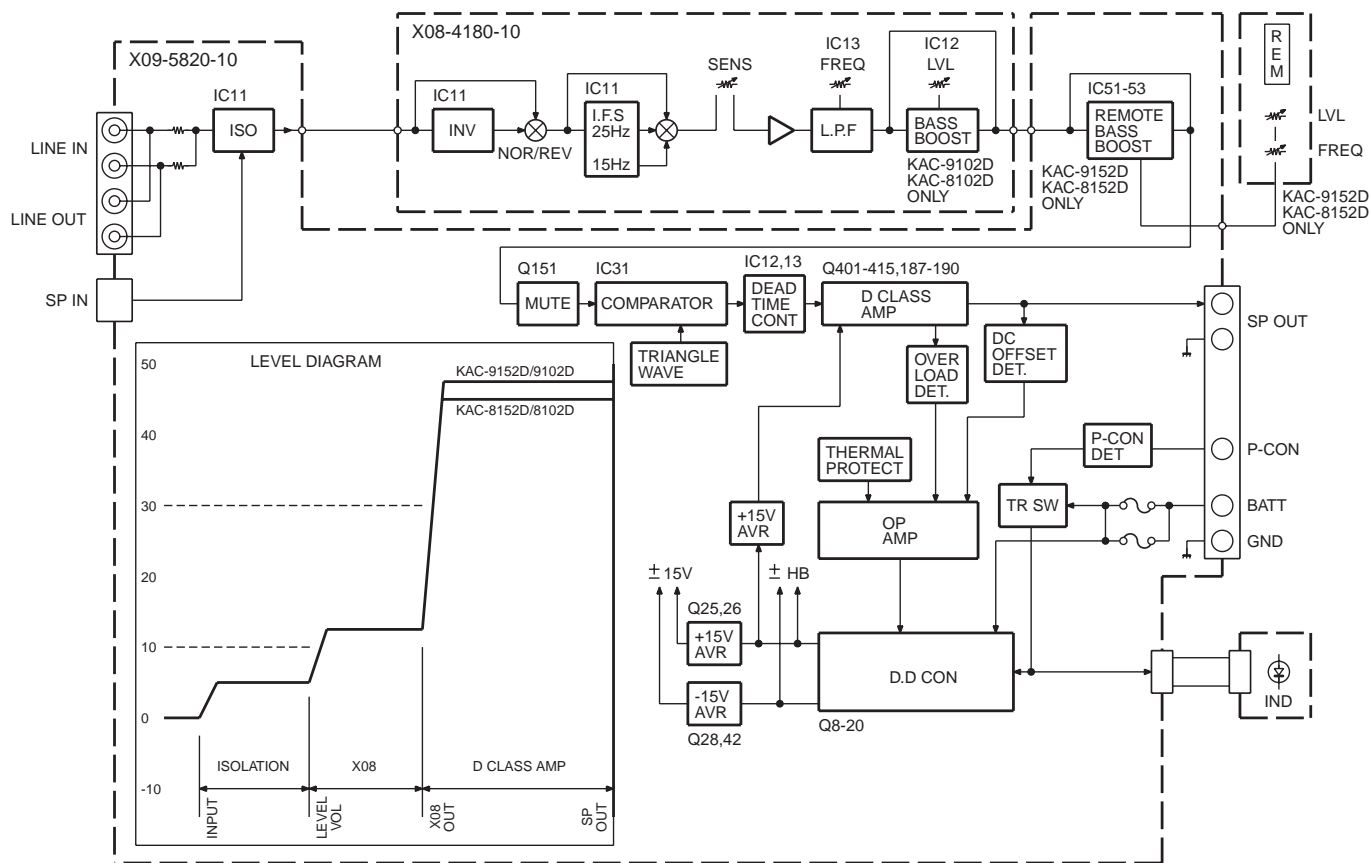 X09-5820-10
X08-4180-10
LINE IN
LINE OUT
SP IN
IC11
ISO
IC11
INV
NOR/REV
IC11
I.F.S
25Hz
15Hz
SENS
IC13
FREQ
L.P.F
IC12
LVL
BASS
BOOST
KAC-9102D
KAC-8102D
ONLY
IC51-53
REMOTE
BASS
BOOST
KAC-9152D
KAC-8152D
ONLY
REM
LVL
FREQ
KAC-9152D
KAC-8152D
ONLY
Q151
MUTE
IC31
COMPARATOR
TRIANGLE
WAVE
IC12,13
DEAD
TIME
CONT
Q401-415,187-190
D CLASS
AMP
OVER
LOAD
DET.
DC
OFFSET
DET.
SP OUT
P-CON
DET
P-CON
TR SW
BATT
GND
THERMAL
PROTECT
OP
AMP
+15V
AVR
± 15V
± HB
Q25,26
+15V
AVR
-15V
AVR
Q28,42
D.D CON
Q8-20
IND
LEVEL DIAGRAM
50
40
30
20
10
0
-10
KAC-9152D/9102D
KAC-8152D/8102D
ISOLATION
X08
D CLASS AMP
INPUT
LEVEL
VOL
X08
OUT
SP
OUT